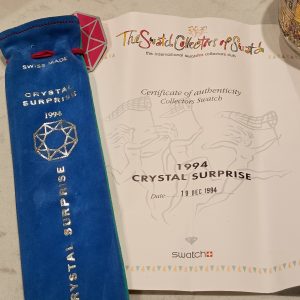 SWISS MADE
CRYSTAL
SURPRISE
1994
CRYSTAL SURPRISE
The Swatch Collectors of Swatch
the international swatch collectors club
Certificate of authenticity
Collectors Swatch
1994
CRYSTAL SURPRISE
Date 19 DEC 1994
swatch